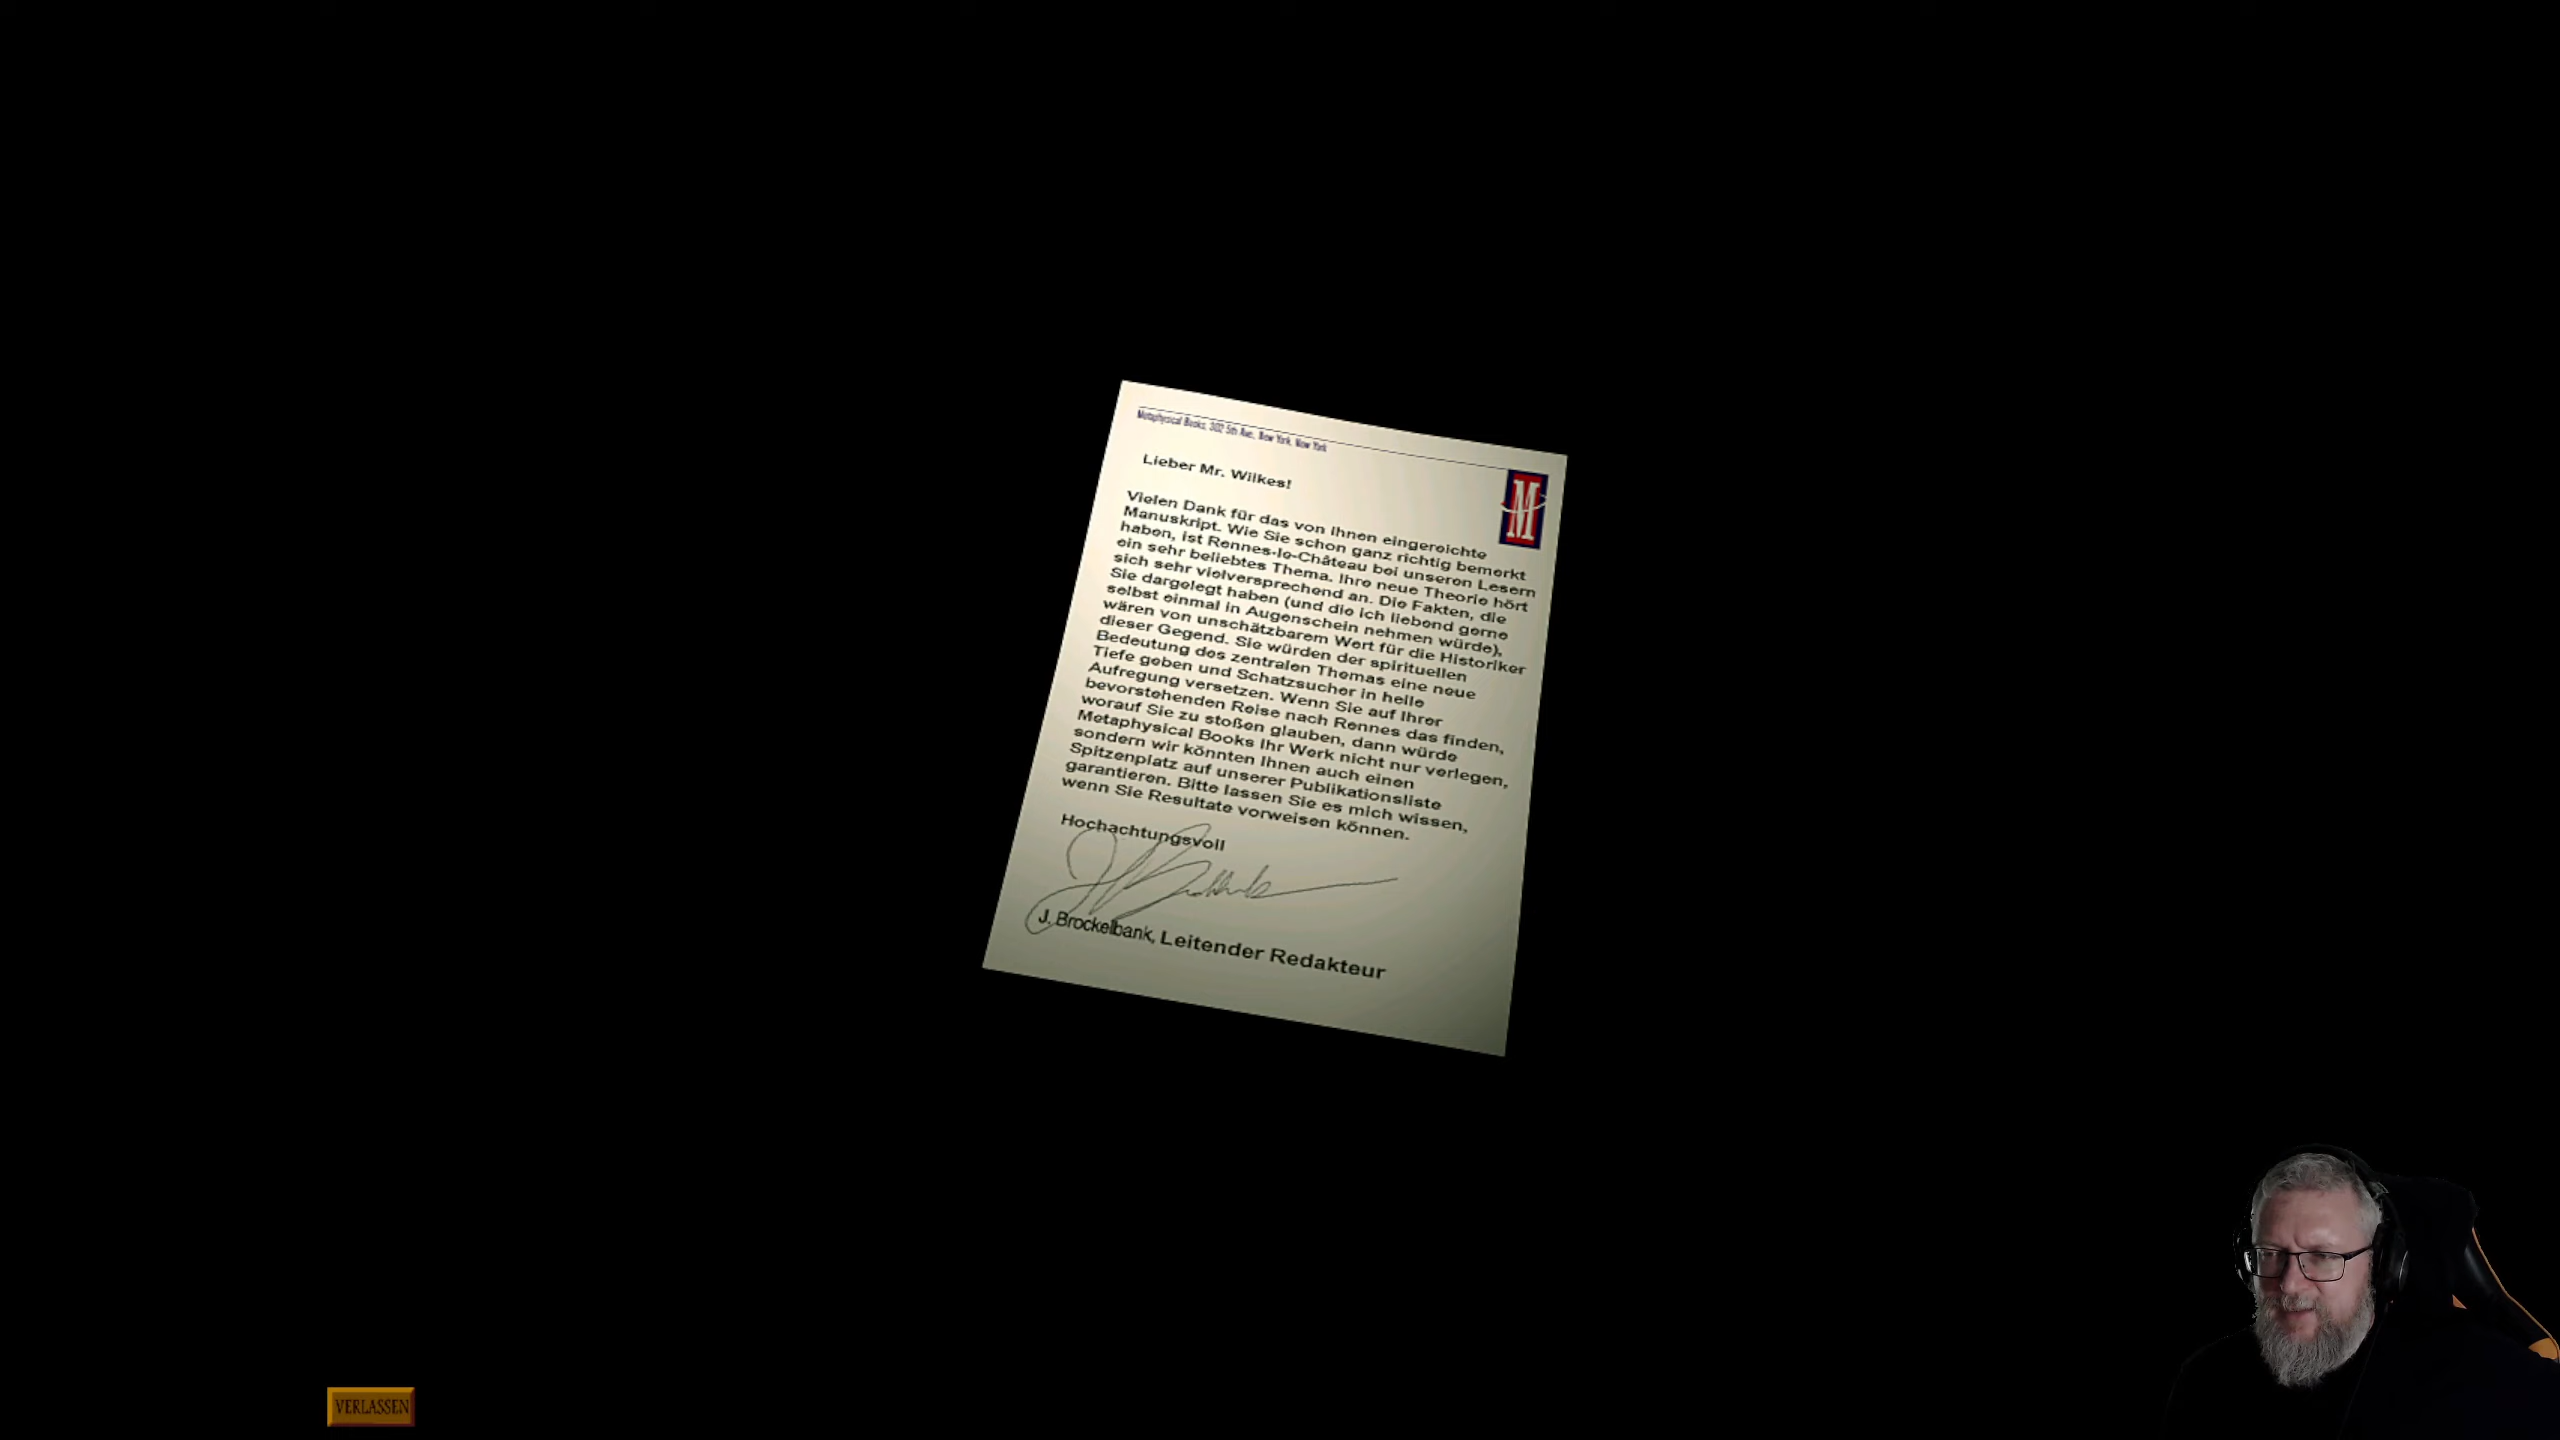 Metaphysical Books, 302 5th Ave., New York, New York
M
Lieber Mr. Wilkes!
Vielen Dank für das von Ihnen eingereichte
Manuskript. Wie Sie schon ganz richtig bemerkt
haben, ist Rennes-le-Château bei unseren Lesern
ein sehr beliebtes Thema. Ihre neue Theorie hört
sich sehr vielversprechend an. Die Fakten, die
Sie dargelegt haben (und die ich liebend gerne
selbst einmal in Augenschein nehmen würde),
wären von unschätzbarem Wert für die Historiker
dieser Gegend. Sie würden der spirituellen
Bedeutung des zentralen Themas eine neue
Tiefe geben und Schatzsucher in helle
Aufregung versetzen. Wenn Sie auf Ihrer
bevorstehenden Reise nach Rennes das finden,
worauf Sie zu stoßen glauben, dann würde
Metaphysical Books Ihr Werk nicht nur verlegen,
sondern wir könnten Ihnen auch einen
Spitzenplatz auf unserer Publikationsliste
garantieren. Bitte lassen Sie es mich wissen,
wenn Sie Resultate vorweisen können.
Hochachtungsvoll
J. Brockelbank, Leitender Redakteur
VERLASSEN